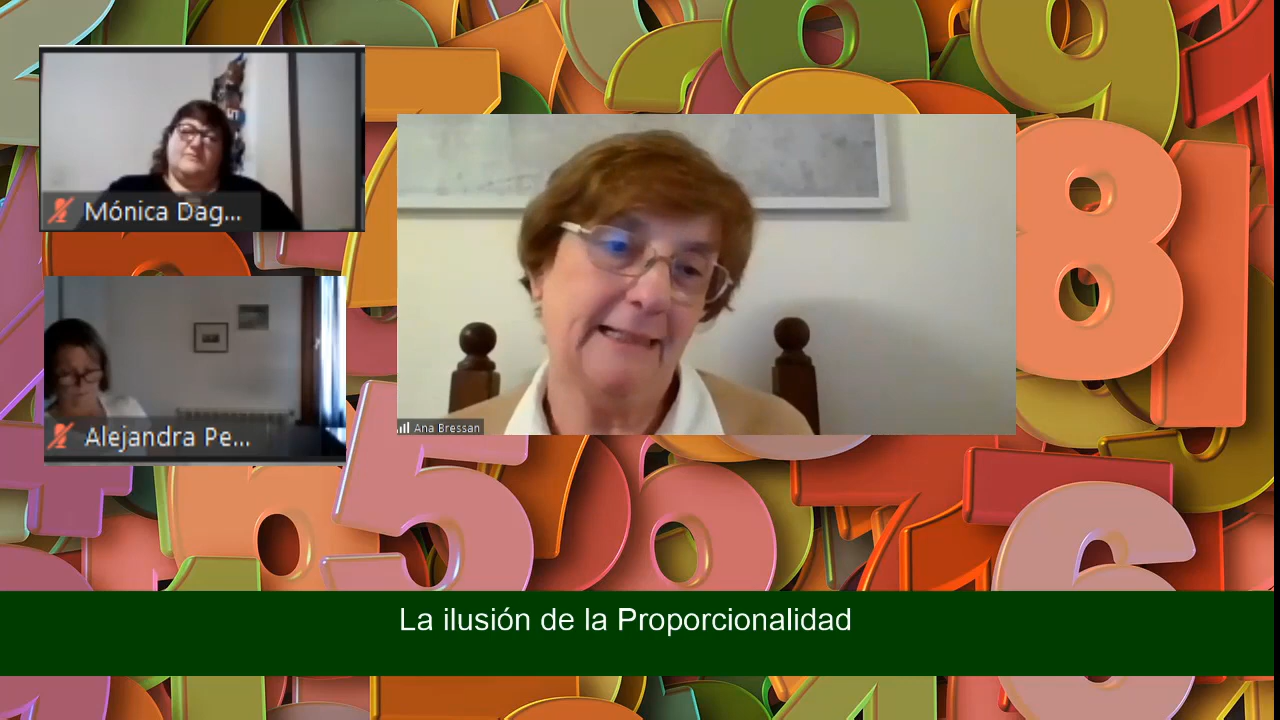 Mónica Dag...
Ana Bressan
Alejandra Pe...
La ilusión de la Proporcionalidad